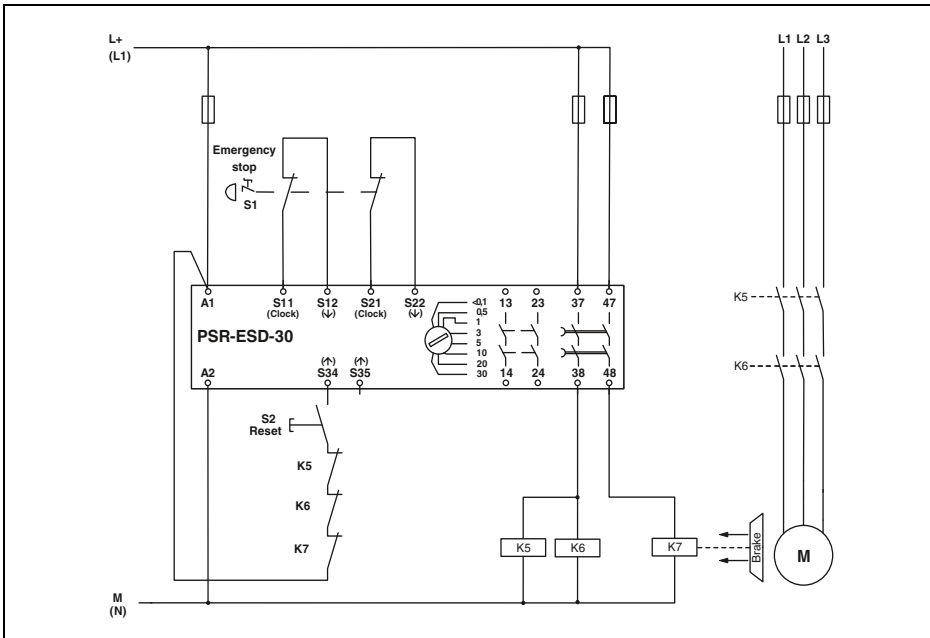 L+
(L1)
L1 L2 L3
Emergency
stop
S1
K5
K6
A1 S11 S12 S21 S22 13 23 37 47
(Clock) (↓) (Clock) (↓)
<0,1
0,5
1
3
5
10
20
30
PSR-ESD-30
(↑) (↑)
A2 S34 S35 14 24 38 48
S2
Reset
K5
K6
K7
K5 K6 K7
Brake
M
M
(N)